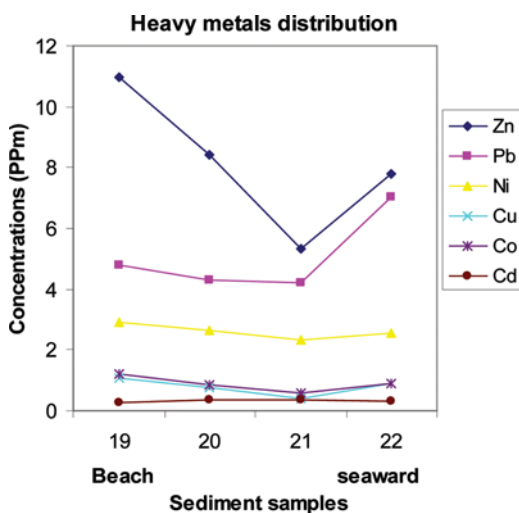 Heavy metals distribution
12
10
8
6
4
2
0
Concentrations (PPm)
19 20 21 22
Beach seaward
Sediment samples
Zn
Pb
Ni
Cu
Co
Cd